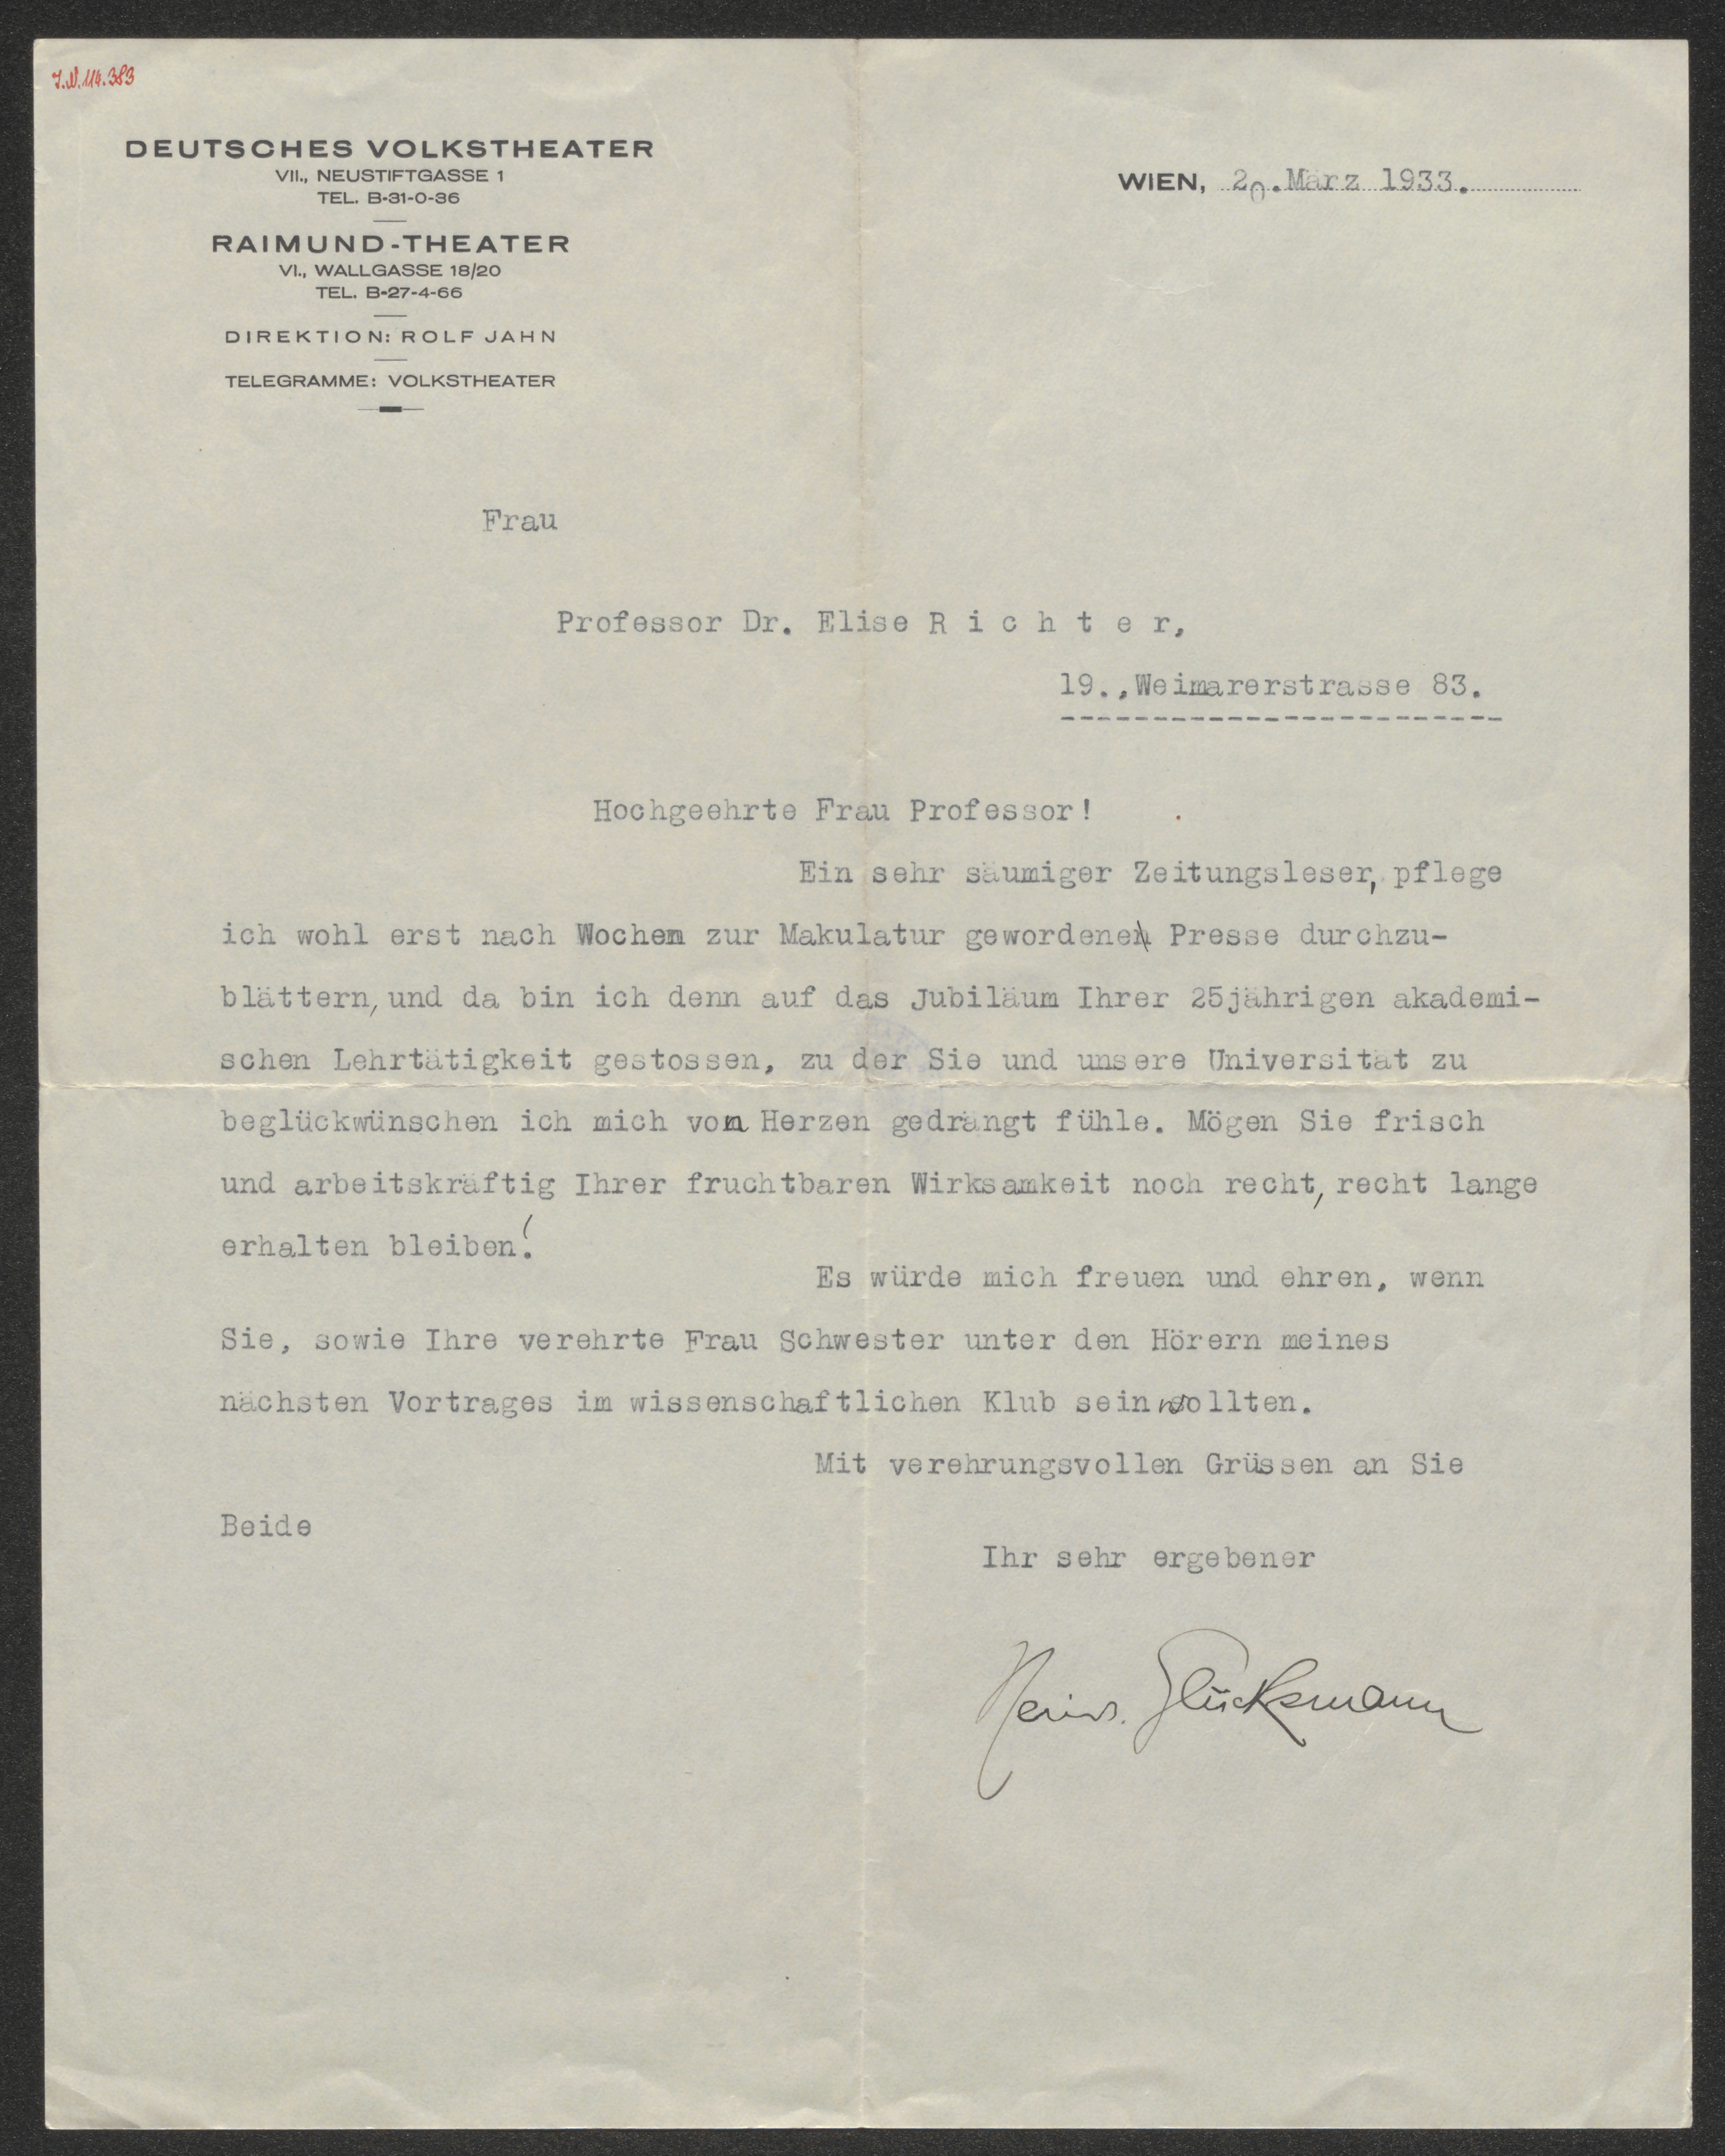 J.N. 114.383
DEUTSCHES VOLKSTHEATER
VII., NEUSTIFTGASSE 1
TEL. B-31-0-36
RAIMUND-THEATER
VI., WALLGASSE 18/20
TEL. B-27-4-66
DIREKTION: ROLF JAHN
TELEGRAMME: VOLKSTHEATER
WIEN, 20. März 1933.
Frau
Professor Dr. Elise R i c h t e r,
19.,Weimarerstrasse 83.
Hochgeehrte Frau Professor!
Ein sehr säumiger Zeitungsleser, pflege
ich wohl erst nach Wochen zur Makulatur gewordene Presse durchzu-
blättern, und da bin ich denn auf das Jubiläum Ihrer 25jährigen akademi-
schen Lehrtätigkeit gestossen, zu der Sie und unsere Universität zu
beglückwünschen ich mich von Herzen gedrängt fühle. Mögen Sie frisch
und arbeitskräftig Ihrer fruchtbaren Wirksamkeit noch recht, recht lange
erhalten bleiben!
Es würde mich freuen und ehren, wenn
Sie, sowie Ihre verehrte Frau Schwester unter den Hörern meines
nächsten Vortrages im wissenschaftlichen Klub sein wollten.
Mit verehrungsvollen Grüssen an Sie
Beide
Ihr sehr ergebener
Heinr. Glücksmann